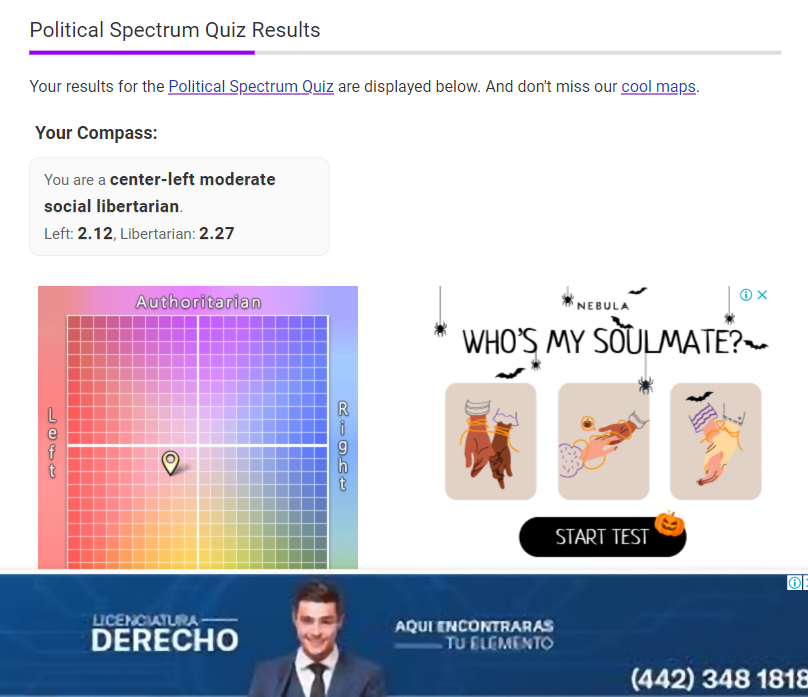 Political Spectrum Quiz Results
Your results for the Political Spectrum Quiz are displayed below. And don't miss our cool maps.
Your Compass:
You are a center-left moderate
social libertarian.
Left: 2.12, Libertarian: 2.27
Authoritarian
Left
Right
NEBULA
WHO'S MY SOULMATE?
START TEST
LICENCIATURA
DERECHO
AQUI ENCONTRARAS
TU ELEMENTO
(442) 348 1818